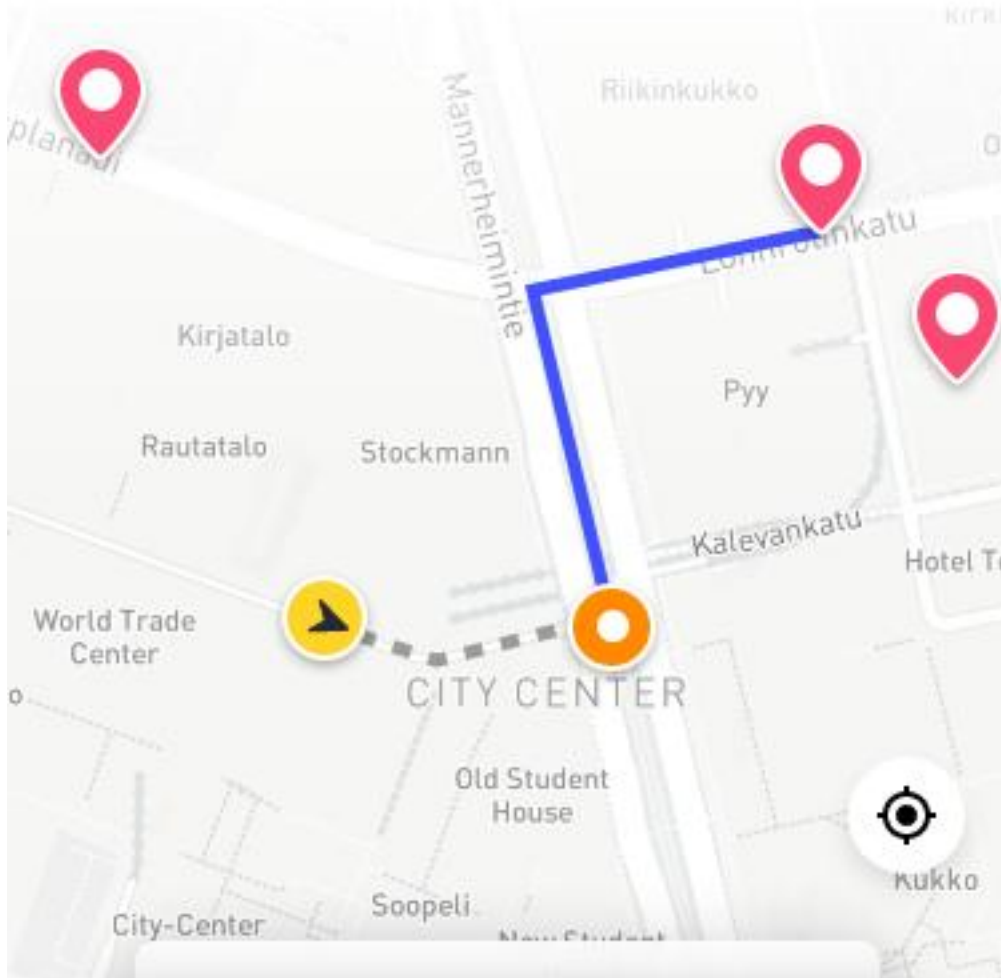 Riikinkukko
Mannerheimintie
Kirjatalo
Pyy
Rautatalo
Stockmann
Kalevankatu
Hotel
World Trade
Center
CITY CENTER
Old Student
House
Kukko
Soopeli
City-Center